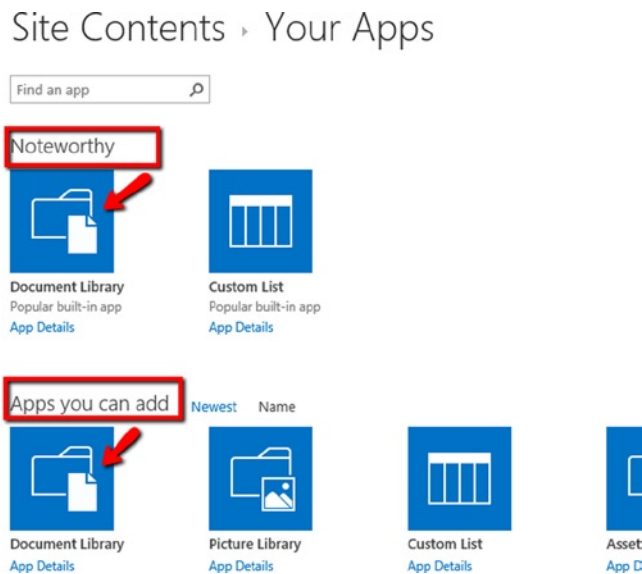 Site Contents › Your Apps
Find an app
Noteworthy
Document Library
Popular built-in app
App Details
Custom List
Popular built-in app
App Details
Apps you can add Newest Name
Document Library
App Details
Picture Library
App Details
Custom List
App Details
Asset
App D